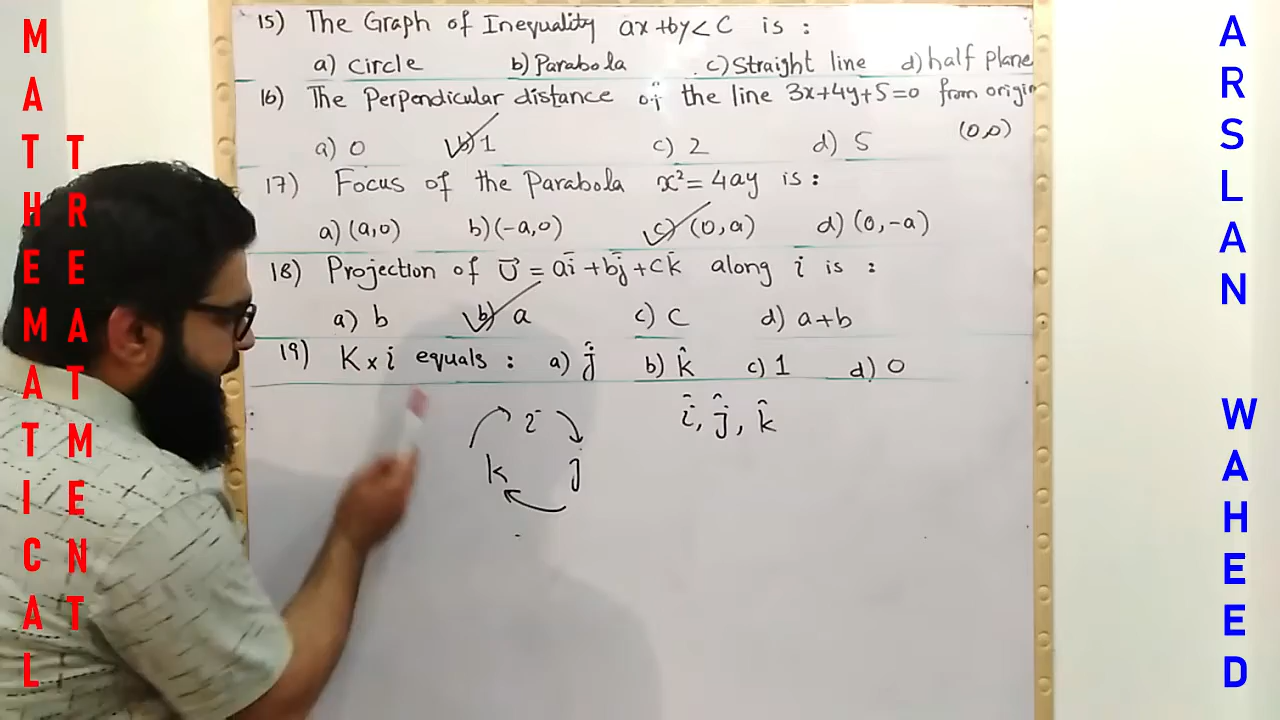 MATHEMATICAL
TREATMENT
15) The Graph of Inequality ax+by<C is :
a) circle b) Parabola c) Straight line d) half plane
16) The Perpendicular distance of the line 3x+4y+5=0 from origin
(0,0)
a) 0 b) 1 c) 2 d) 5
17) Focus of the Parabola x²=4ay is :
a) (a,0) b) (-a,0) c) (0,a) d) (0,-a)
18) Projection of U⃗ = ai̅+bj̅+ck̅ along i is :
a) b b) a c) C d) a+b
19) K×i equals : a) ĵ b) k̂ c) 1 d) 0
î, ĵ, k̂
i
k j
ARSLAN
WAHEED